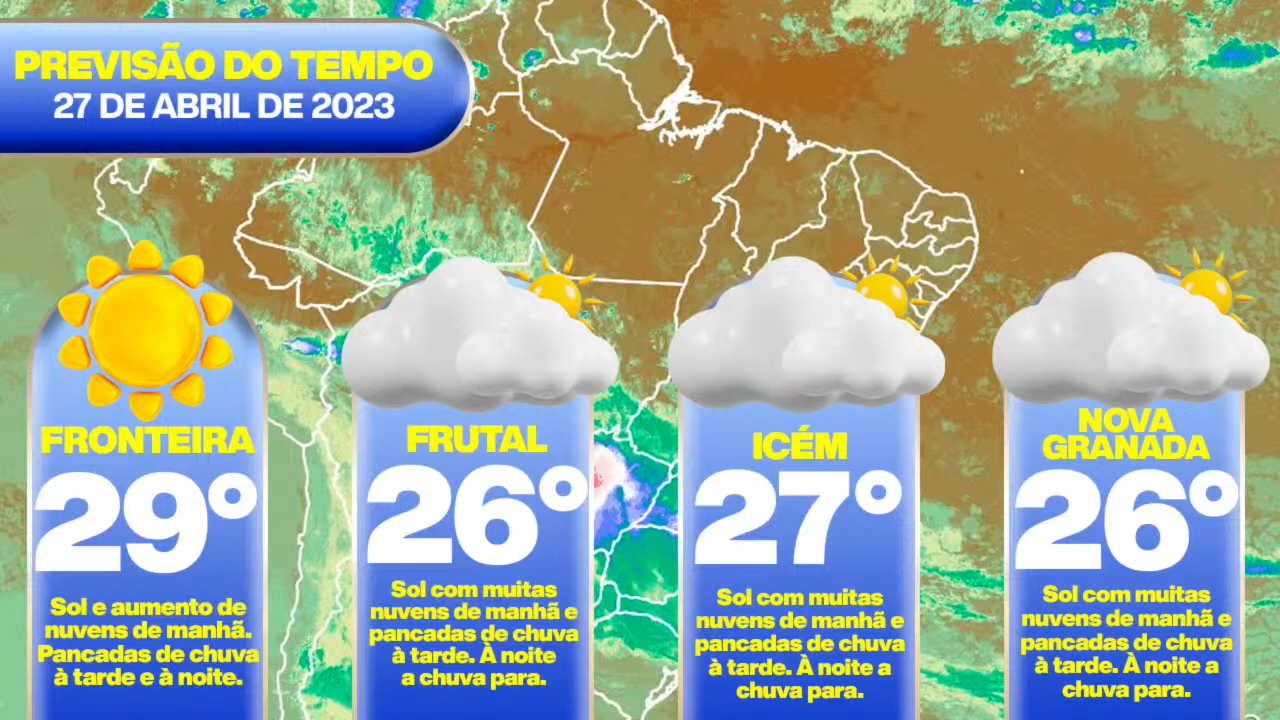 PREVISÃO DO TEMPO
27 DE ABRIL DE 2023
FRONTEIRA
29°
Sol e aumento de
nuvens de manhã.
Pancadas de chuva
à tarde e à noite.
FRUTAL
26°
Sol com muitas
nuvens de manhã e
pancadas de chuva
à tarde. À noite
a chuva para.
ICÉM
27°
Sol com muitas
nuvens de manhã e
pancadas de chuva
à tarde. À noite a
chuva para.
NOVA
GRANADA
26°
Sol com muitas
nuvens de manhã e
pancadas de chuva
à tarde. À noite a
chuva para.